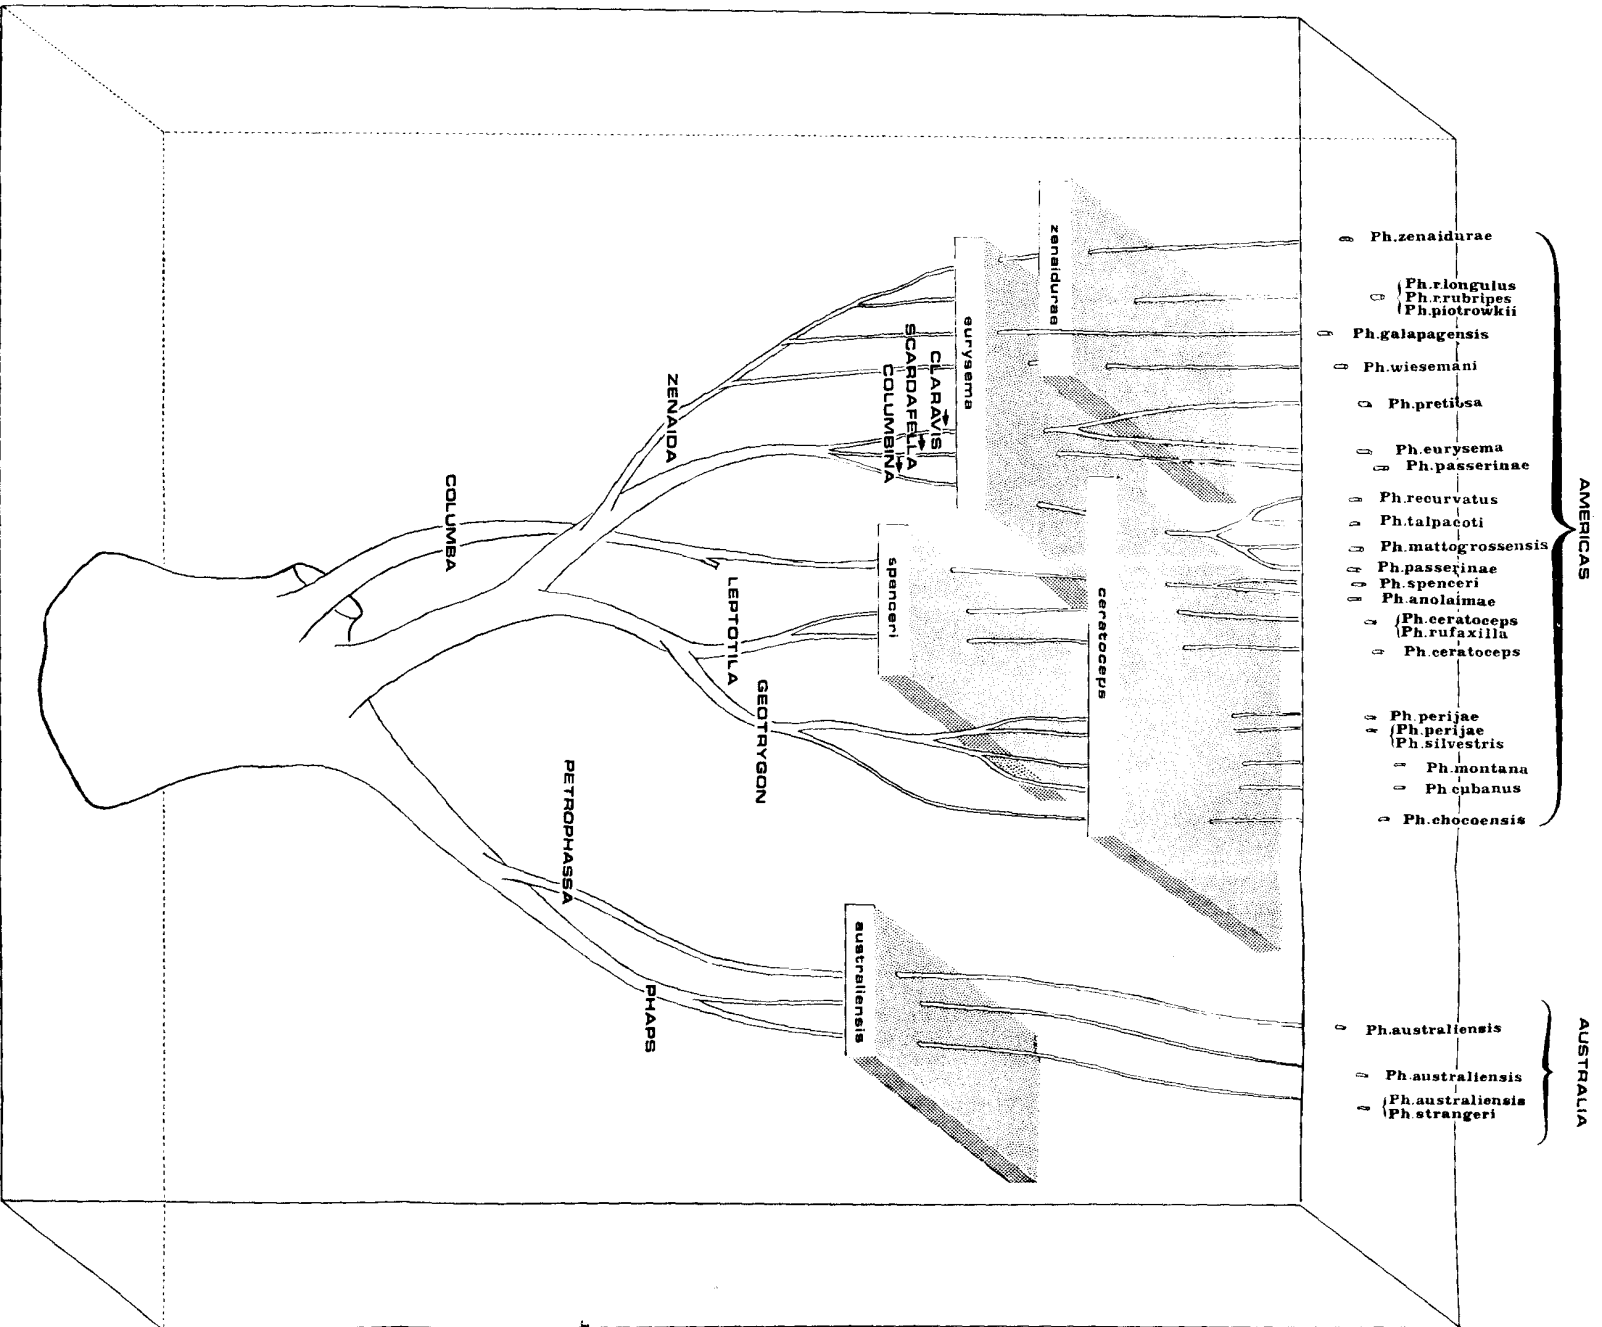 Ph.zenaidurae
Ph.r.longulus
Ph.r.rubripes
Ph.piotrowkii
Ph.galapagensis
Ph.wiesemani
Ph.eurysema
Ph.passerinae
Ph.recurvatus
Ph.talpacoti
Ph.mattogrossensis
Ph.passerinae
Ph.spenceri
Ph.anolaimae
Ph.ceratoceps
Ph.rufaxilla
Ph.ceratoceps
Ph.perijae
Ph.perijae
Ph.silvestris
Ph.montana
Ph cubanus
Ph.chocoensis
AMERICAS
Ph.australiensis
Ph.australiensis
Ph.australiensis
Ph.strangeri
AUSTRALIA
zenaidurae
eurysema
ceratoceps
spenceri
australiensis
CLARAVIS
SCARDAFELLA
COLUMBINA
ZENAIDA
COLUMBA
LEPTOTILA
GEOTRYGON
PETROPHASSA
PHAPS